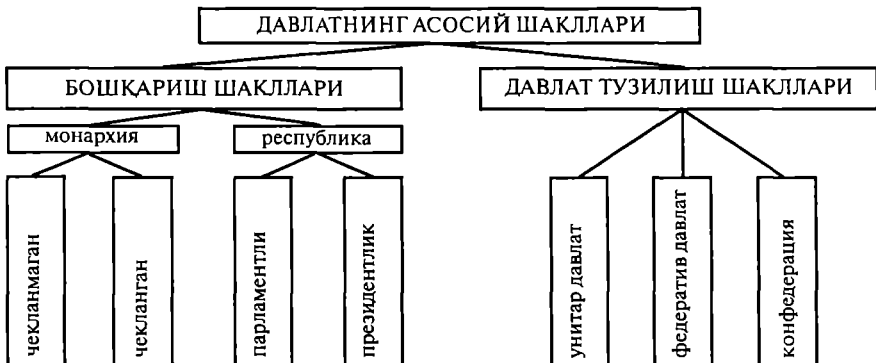 ДАВЛАТНИНГ АСОСИЙ ШАКЛЛАРИ
БОШҚАРИШ ШАКЛЛАРИ
ДАВЛАТ ТУЗИЛИШ ШАКЛЛАРИ
монархия
республика
чекланмаган
чекланган
парламентли
президентлик
унитар давлат
федератив давлат
конфедерация